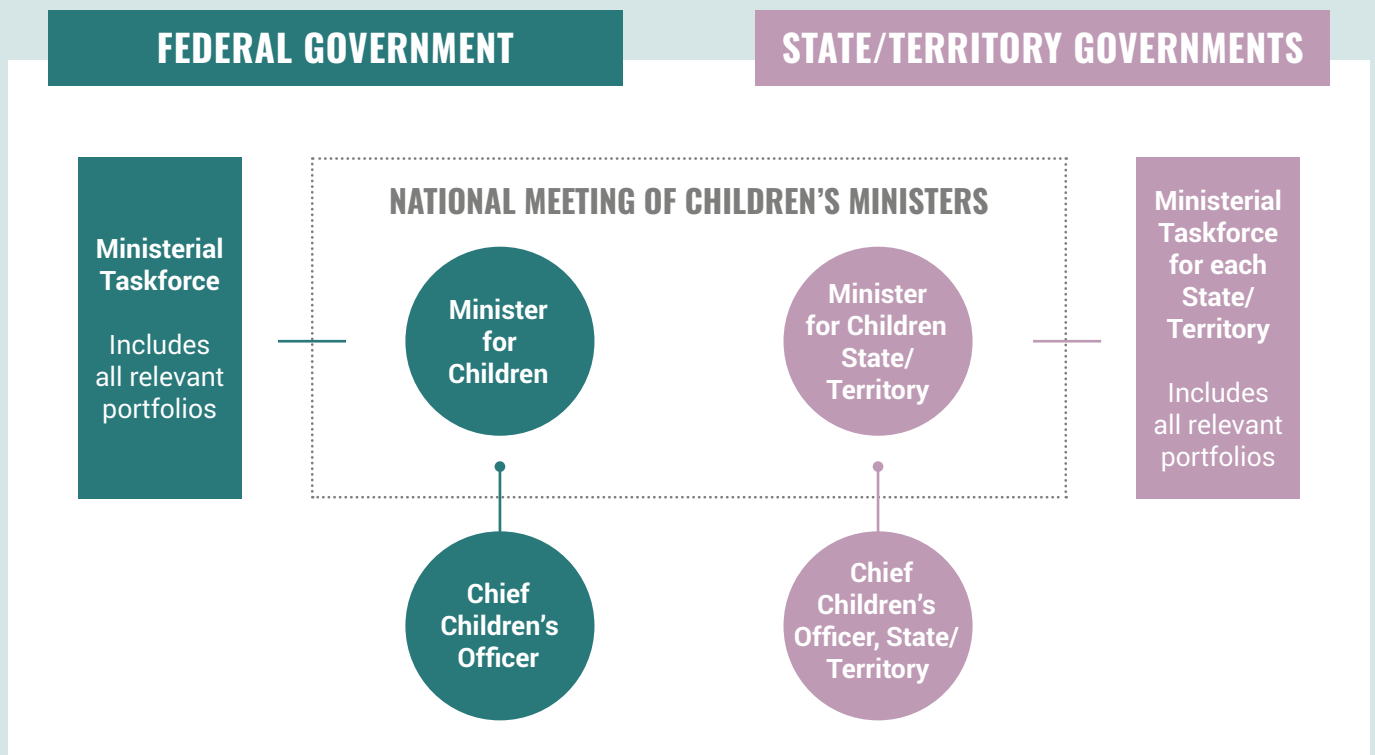 FEDERAL GOVERNMENT
STATE/TERRITORY GOVERNMENTS
Ministerial
Taskforce
Includes
all relevant
portfolios
NATIONAL MEETING OF CHILDREN’S MINISTERS
Minister
for
Children
Minister
for Children
State/
Territory
Ministerial
Taskforce
for each
State/
Territory
Includes
all relevant
portfolios
Chief
Children’s
Officer
Chief
Children’s
Officer, State/
Territory